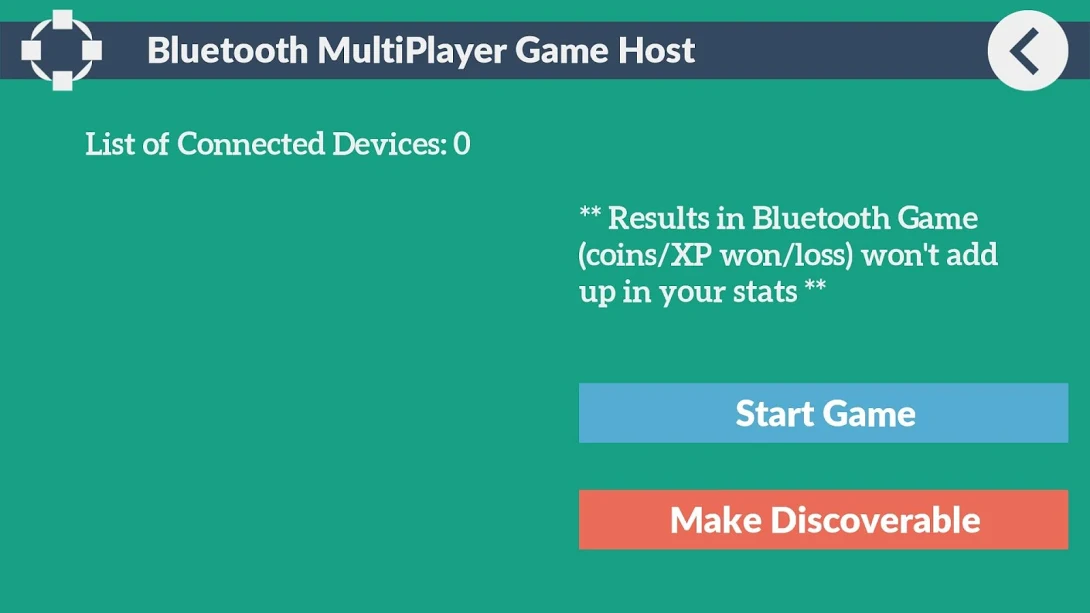 Bluetooth MultiPlayer Game Host
List of Connected Devices: 0
** Results in Bluetooth Game
(coins/XP won/loss) won't add
up in your stats **
Start Game
Make Discoverable